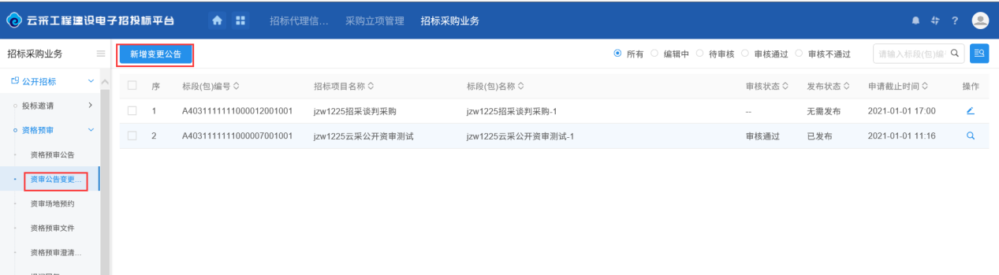 云采工程建设电子招投标平台 招标代理信... 采购立项管理 招标采购业务 ?
招标采购业务 新增变更公告 所有 编辑中 待审核 审核通过 审核不通过 请输入标段(包)编
公开招标 序 标段(包)编号 招标项目名称 标段(包)名称 审核状态 发布状态 申请截止时间 操作
投标邀请 1 A4031111111000012001001 jzw1225招采谈判采购 jzw1225招采谈判采购-1 -- 无需发布 2021-01-01 17:00
资格预审 2 A4031111111000007001001 jzw1225云采公开资审测试 jzw1225云采公开资审测试-1 审核通过 已发布 2021-01-01 11:16
资格预审公告
资审公告变更...
资审场地预约
资格预审文件
资格预审澄清...